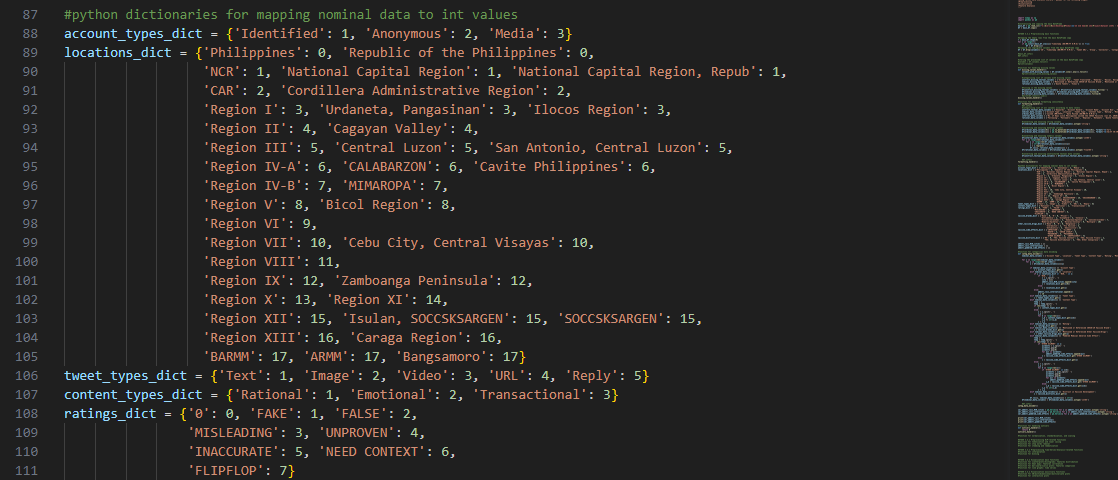 87 #python dictionaries for mapping nominal data to int values
88 account_types_dict = {'Identified': 1, 'Anonymous': 2, 'Media': 3}
89 locations_dict = {'Philippines': 0, 'Republic of the Philippines': 0,
90 'NCR': 1, 'National Capital Region': 1, 'National Capital Region, Repub': 1,
91 'CAR': 2, 'Cordillera Administrative Region': 2,
92 'Region I': 3, 'Urdaneta, Pangasinan': 3, 'Ilocos Region': 3,
93 'Region II': 4, 'Cagayan Valley': 4,
94 'Region III': 5, 'Central Luzon': 5, 'San Antonio, Central Luzon': 5,
95 'Region IV-A': 6, 'CALABARZON': 6, 'Cavite Philippines': 6,
96 'Region IV-B': 7, 'MIMAROPA': 7,
97 'Region V': 8, 'Bicol Region': 8,
98 'Region VI': 9,
99 'Region VII': 10, 'Cebu City, Central Visayas': 10,
100 'Region VIII': 11,
101 'Region IX': 12, 'Zamboanga Peninsula': 12,
102 'Region X': 13, 'Region XI': 14,
103 'Region XII': 15, 'Isulan, SOCCSKSARGEN': 15, 'SOCCSKSARGEN': 15,
104 'Region XIII': 16, 'Caraga Region': 16,
105 'BARMM': 17, 'ARMM': 17, 'Bangsamoro': 17}
106 tweet_types_dict = {'Text': 1, 'Image': 2, 'Video': 3, 'URL': 4, 'Reply': 5}
107 content_types_dict = {'Rational': 1, 'Emotional': 2, 'Transactional': 3}
108 ratings_dict = {'0': 0, 'FAKE': 1, 'FALSE': 2,
109 'MISLEADING': 3, 'UNPROVEN': 4,
110 'INACCURATE': 5, 'NEED CONTEXT': 6,
111 'FLIPFLOP': 7}